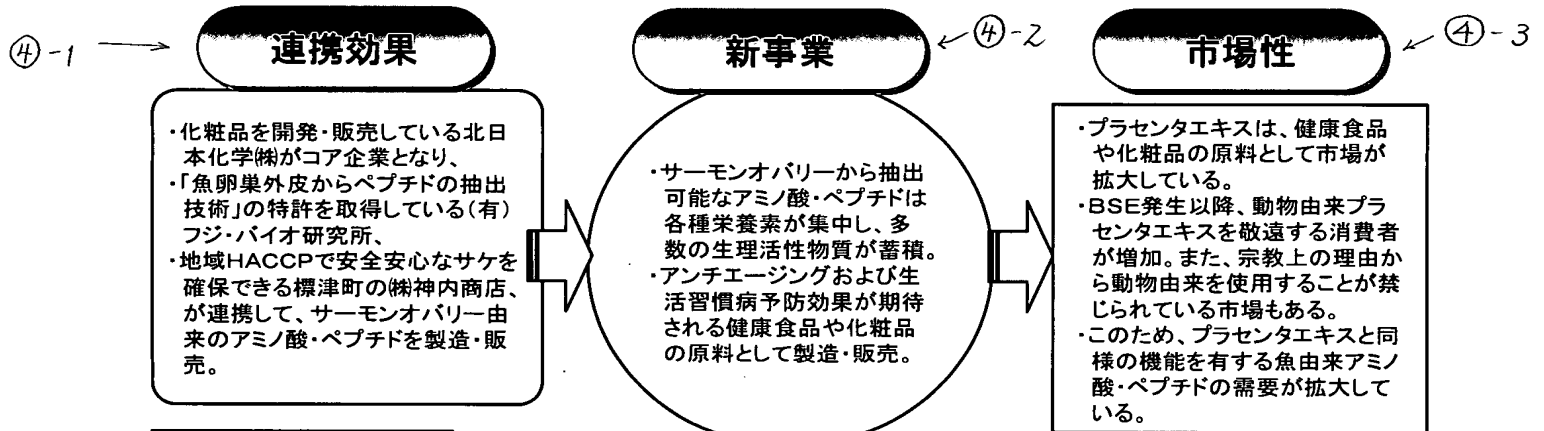 ④-1
連携効果
・化粧品を開発・販売している北日
本化学㈱がコア企業となり、
・「魚卵巣外皮からペプチドの抽出
技術」の特許を取得している(有)
フジ・バイオ研究所、
・地域HACCPで安全安心なサケを
確保できる標津町の㈱神内商店、
が連携して、サーモンオバリー由
来のアミノ酸・ペプチドを製造・販
売。
新事業
④-2
・サーモンオバリーから抽出
可能なアミノ酸・ペプチドは
各種栄養素が集中し、多
数の生理活性物質が蓄積。
・アンチエージングおよび生
活習慣病予防効果が期待
される健康食品や化粧品
の原料として製造・販売。
市場性
④-3
・プラセンタエキスは、健康食品
や化粧品の原料として市場が
拡大している。
・BSE発生以降、動物由来プラ
センタエキスを敬遠する消費者
が増加。また、宗教上の理由か
ら動物由来を使用することが禁
じられている市場もある。
・このため、プラセンタエキスと同
様の機能を有する魚由来アミノ
酸・ペプチドの需要が拡大して
いる。